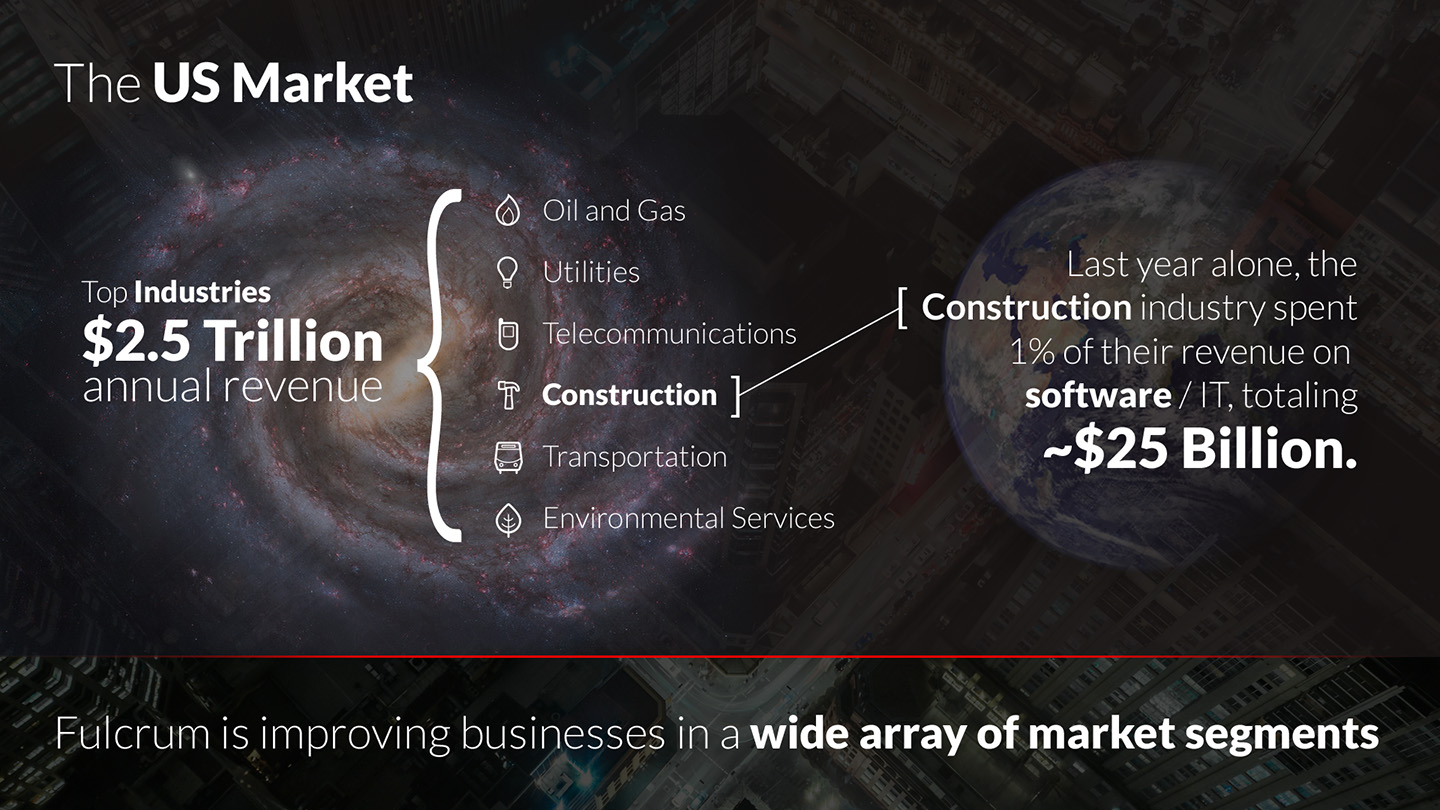 The US Market
Top Industries
$2.5 Trillion
annual revenue
Oil and Gas
Utilities
Telecommunications
Construction
Transportation
Environmental Services
Last year alone, the
Construction industry spent
1% of their revenue on
software / IT, totaling
~$25 Billion.
Fulcrum is improving businesses in a wide array of market segments